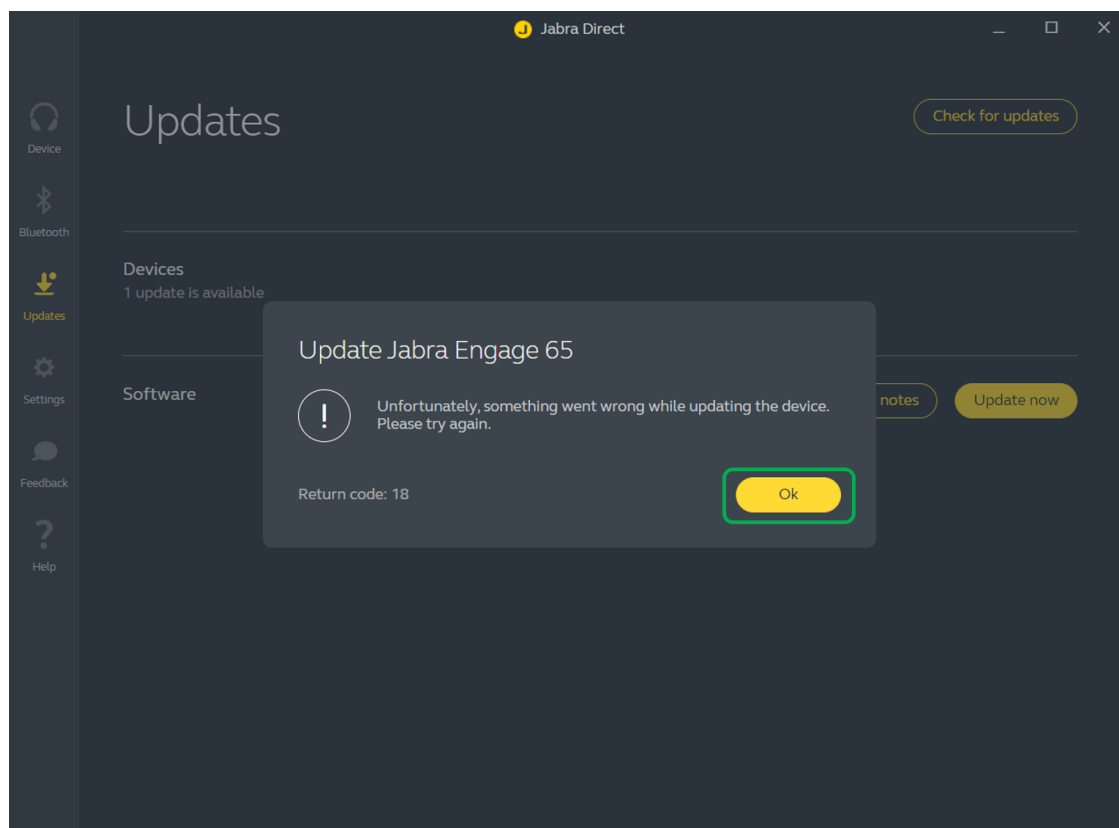 Jabra Direct
Updates
Check for updates
Device
Bluetooth
Devices
1 update is available
Updates
Update Jabra Engage 65
Settings
Software
Unfortunately, something went wrong while updating the device.
Please try again.
notes
Update now
Feedback
Return code: 18
Ok
Help